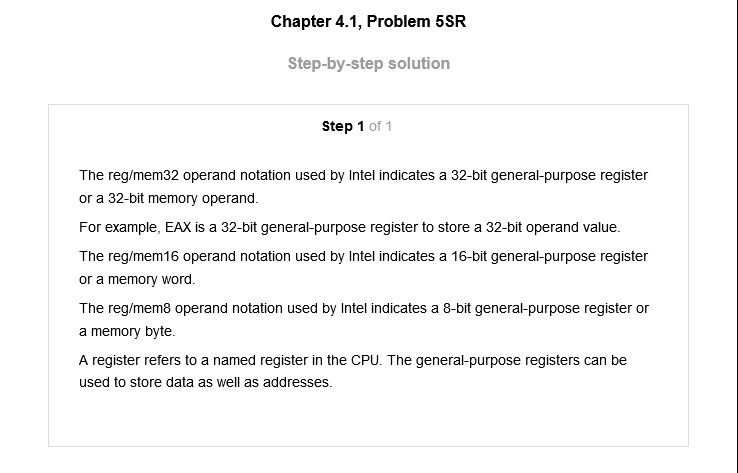 Chapter 4.1, Problem 5SR
Step-by-step solution
Step 1 of 1
The reg/mem32 operand notation used by Intel indicates a 32-bit general-purpose register
or a 32-bit memory operand.
For example, EAX is a 32-bit general-purpose register to store a 32-bit operand value.
The reg/mem16 operand notation used by Intel indicates a 16-bit general-purpose register
or a memory word.
The reg/mem8 operand notation used by Intel indicates a 8-bit general-purpose register or
a memory byte.
A register refers to a named register in the CPU. The general-purpose registers can be
used to store data as well as addresses.